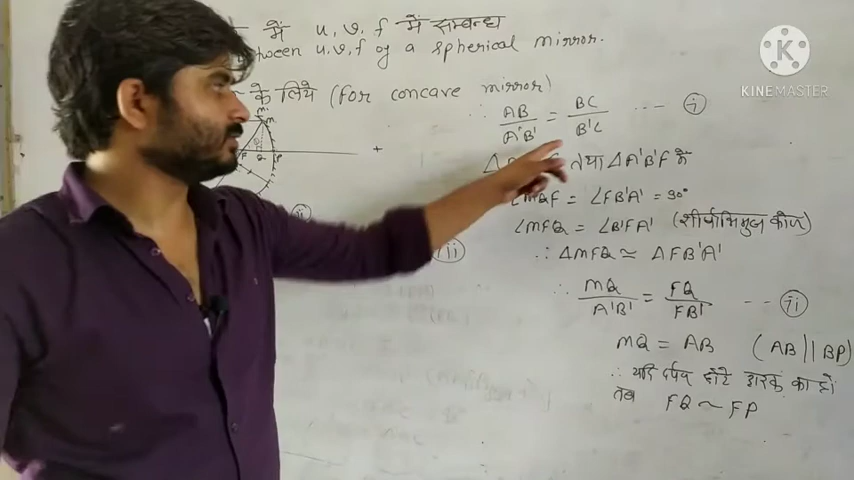 में u, v, f में सम्बन्ध
between u, v, f of a spherical mirror.
के लिये (for concave mirror)
KINEMASTER
∴ AB/A'B' = BC/B'C --- (i)
तथा ΔA'B'F में
∠MQF = ∠FB'A' = 90°
∠MFQ = ∠B'FA' (शीर्षाभिमुख कोण)
∴ ΔMFQ ≃ ΔFB'A'
∴ MQ/A'B' = FQ/FB' --- (ii)
MQ = AB (AB || BP)
∴ यदि दर्पण छोटे द्वारक का हो
तब FQ ~ FP